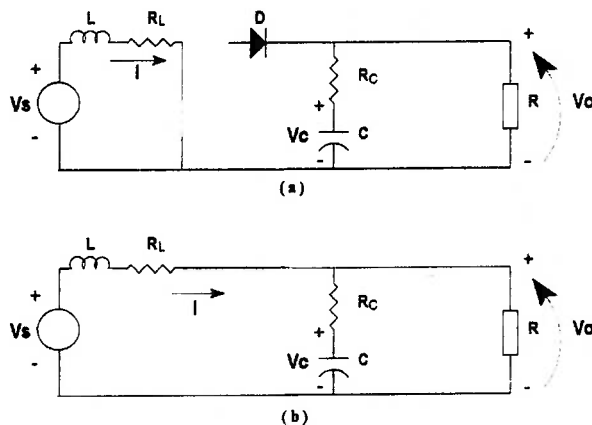 L RL D
+ I RC +
Vs + R Vo
Vc C
- - -
(a)
L RL
+ I RC +
Vs + R Vo
Vc C
- - -
(b)